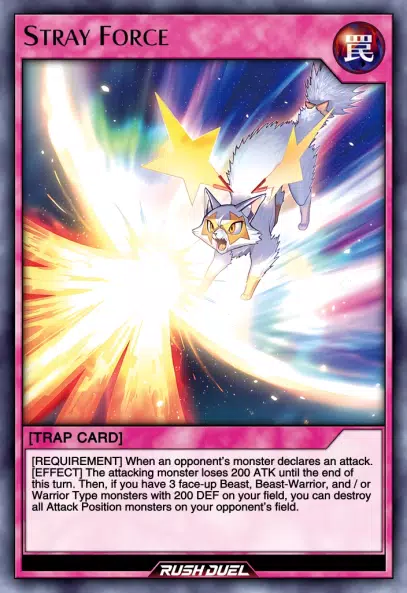 STRAY FORCE
罠
[TRAP CARD]
[REQUIREMENT] When an opponent's monster declares an attack.
[EFFECT] The attacking monster loses 200 ATK until the end of
this turn. Then, if you have 3 face-up Beast, Beast-Warrior, and / or
Warrior Type monsters with 200 DEF on your field, you can destroy
all Attack Position monsters on your opponent's field.
RUSH DUEL